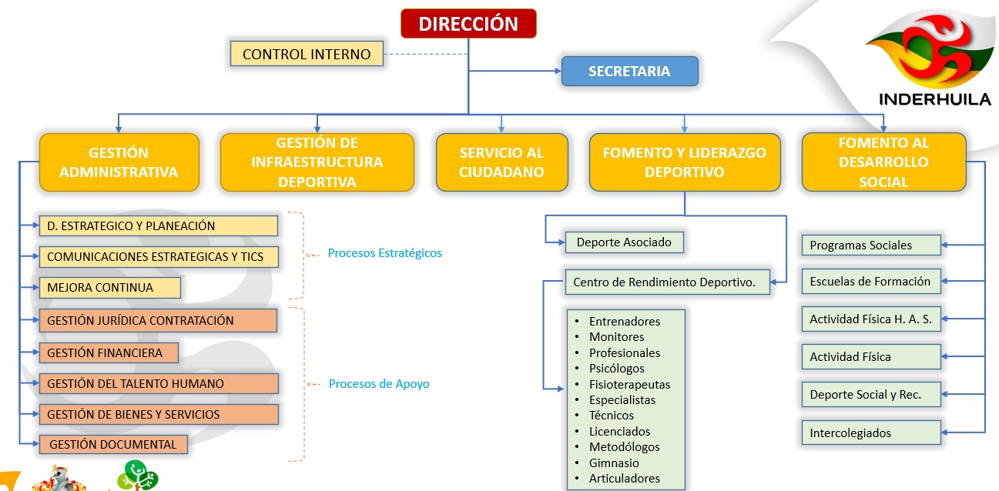 DIRECCIÓN
CONTROL INTERNO
SECRETARIA
INDERHUILA
GESTIÓN
ADMINISTRATIVA
GESTIÓN DE
INFRAESTRUCTURA
DEPORTIVA
SERVICIO AL
CIUDADANO
FOMENTO Y LIDERAZGO
DEPORTIVO
FOMENTO AL
DESARROLLO
SOCIAL
D. ESTRATEGICO Y PLANEACIÓN
COMUNICACIONES ESTRATEGICAS Y TICS
MEJORA CONTINUA
Procesos Estratégicos
GESTIÓN JURÍDICA CONTRATACIÓN
GESTIÓN FINANCIERA
GESTIÓN DEL TALENTO HUMANO
GESTIÓN DE BIENES Y SERVICIOS
GESTIÓN DOCUMENTAL
Procesos de Apoyo
Deporte Asociado
Centro de Rendimiento Deportivo.
• Entrenadores
• Monitores
• Profesionales
• Psicólogos
• Fisioterapeutas
• Especialistas
• Técnicos
• Licenciados
• Metodólogos
• Gimnasio
• Articuladores
Programas Sociales
Escuelas de Formación
Actividad Física H. A. S.
Actividad Física
Deporte Social y Rec.
Intercolegiados